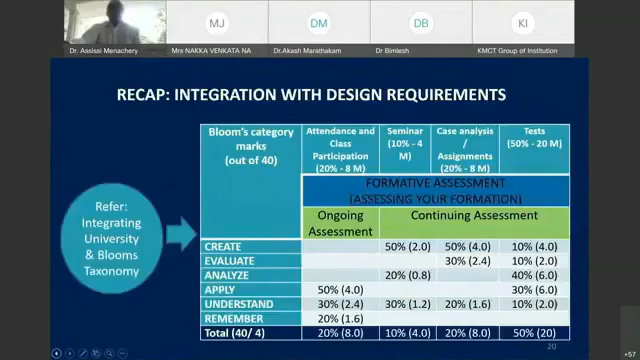 MJ
DM
DB
KI
Dr. Assissi Menachery
Mrs NAKKA VENKATA NA
Dr.Akash Marathakam
Dr Bimlesh
KMCT Group of Institution
RECAP: INTEGRATION WITH DESIGN REQUIREMENTS
Bloom's category marks (out of 40)
Attendance and Class Participation (20% - 8 M)
Seminar (10% - 4 M)
Case analysis / Assignments (20% - 8 M)
Tests (50% - 20 M)
FORMATIVE ASSESSMENT
(ASSESSING YOUR FORMATION)
Ongoing Assessment
Continuing Assessment
Refer:
Integrating
University
& Blooms
Taxonomy
CREATE 50% (2.0) 50% (4.0) 10% (4.0)
EVALUATE 30% (2.4) 10% (2.0)
ANALYZE 20% (0.8) 40% (6.0)
APPLY 50% (4.0) 30% (6.0)
UNDERSTAND 30% (2.4) 30% (1.2) 20% (1.6) 10% (2.0)
REMEMBER 20% (1.6)
Total (40/ 4) 20% (8.0) 10% (4.0) 20% (8.0) 50% (20)
20
+57